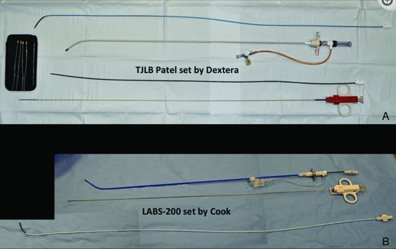 TJLB Patel set by Dextera
A
LABS-200 set by Cook
B